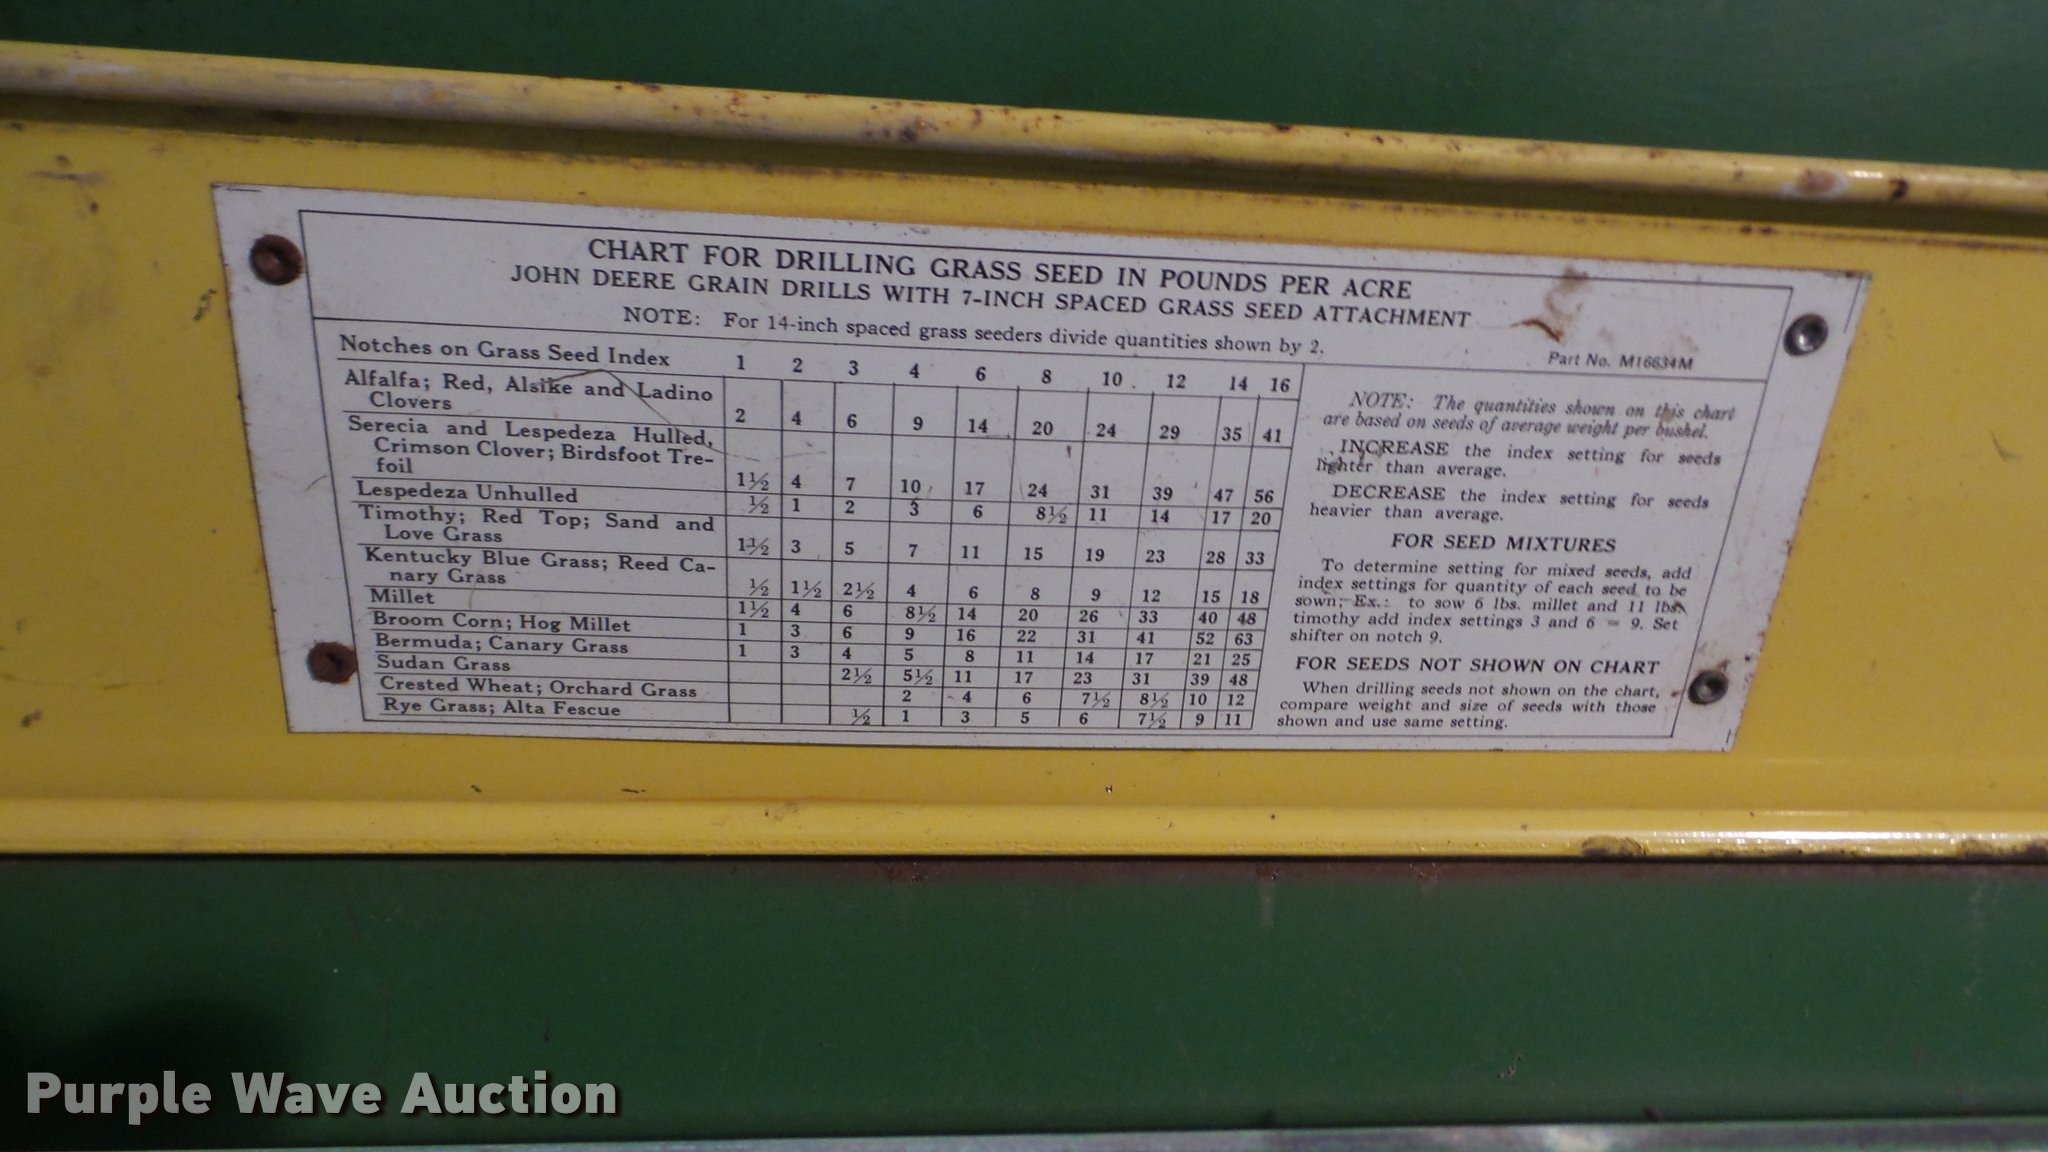 CHART FOR DRILLING GRASS SEED IN POUNDS PER ACRE
JOHN DEERE GRAIN DRILLS WITH 7-INCH SPACED GRASS SEED ATTACHMENT
NOTE: For 14-inch spaced grass seeders divide quantities shown by 2.
Part No. M16634M
Notches on Grass Seed Index 1 2 3 4 6 8 10 12 14 16
Alfalfa; Red, Alsike and Ladino
Clovers 2 4 6 9 14 20 24 29 35 41
Serecia and Lespedeza Hulled,
Crimson Clover; Birdsfoot Tre-
foil 1½ 4 7 10 17 24 31 39 47 56
Lespedeza Unhulled ½ 1 2 3 6 8½ 11 14 17 20
Timothy; Red Top; Sand and
Love Grass 1½ 3 5 7 11 15 19 23 28 33
Kentucky Blue Grass; Reed Ca-
nary Grass ½ 1½ 2½ 4 6 8 9 12 15 18
Millet 1½ 4 6 8½ 14 20 26 33 40 48
Broom Corn; Hog Millet 1 3 6 9 16 22 31 41 52 63
Bermuda; Canary Grass 1 3 4 5 8 11 14 17 21 25
Sudan Grass 2½ 5½ 11 17 23 31 39 48
Crested Wheat; Orchard Grass 2 4 6 7½ 8½ 10 12
Rye Grass; Alta Fescue ½ 1 3 5 6 7½ 9 11
NOTE: The quantities shown on this chart
are based on seeds of average weight per bushel.
INCREASE the index setting for seeds
lighter than average.
DECREASE the index setting for seeds
heavier than average.
FOR SEED MIXTURES
To determine setting for mixed seeds, add
index settings for quantity of each seed to be
sown; Ex.: to sow 6 lbs. millet and 11 lbs.
timothy add index settings 3 and 6 = 9. Set
shifter on notch 9.
FOR SEEDS NOT SHOWN ON CHART
When drilling seeds not shown on the chart,
compare weight and size of seeds with those
shown and use same setting.
Purple Wave Auction